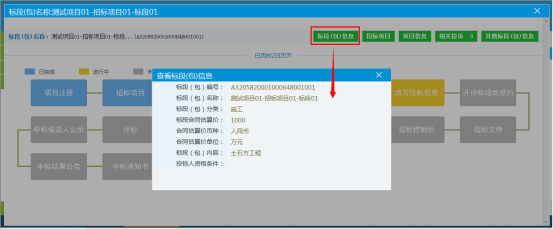 标段(包)名称:测试项目01-招标项目01-标段01
标段(包)名称：测试项目01-招标项目01-标段... (a3205820001000648001001)
标段(包)信息 招标项目 项目信息 相关投诉 3 其他标段(包)信息
已历时2日历天
已完成 进行中
项目注册 招标项目 填写投标信息 开评标场地预约
中标候选人公示 评标 招标控制价 招标文件
中标结果公告 中标通知书
查看标段(包)信息
标段（包）编号： A3205820001000648001001
标段（包）名称： 测试项目01-招标项目01-标段01
标段（包）分类： 施工
标段合同估算价： 1000
合同估算价币种： 人民币
合同估算价单位： 万元
标段（包）内容： 土石方工程
投标人资格条件：